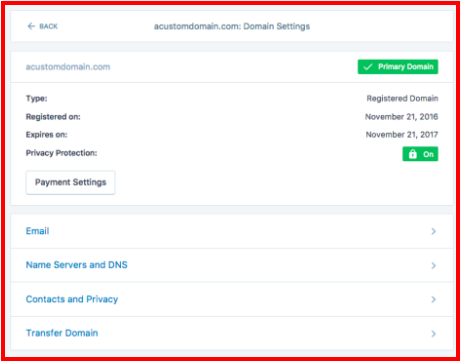 BACK acustomdomain.com: Domain Settings
acustomdomain.com Primary Domain
Type: Registered Domain
Registered on: November 21, 2016
Expires on: November 21, 2017
Privacy Protection: On
Payment Settings
Email
Name Servers and DNS
Contacts and Privacy
Transfer Domain